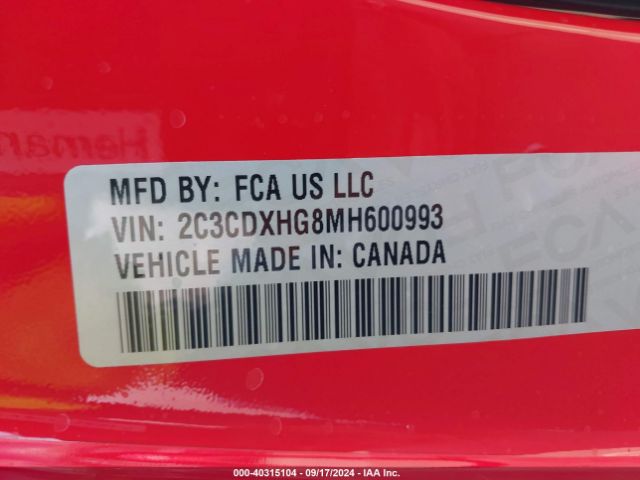 MFD BY: FCA US LLC
VIN: 2C3CDXHG8MH600993
VEHICLE MADE IN: CANADA
000-40315104 - 09/17/2024 - IAA Inc.